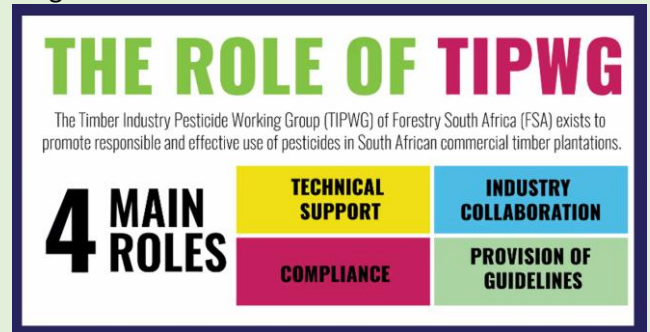 THE ROLE OF TIPWG
The Timber Industry Pesticide Working Group (TIPWG) of Forestry South Africa (FSA) exists to
promote responsible and effective use of pesticides in South African commercial timber plantations.
4 MAIN
ROLES
TECHNICAL
SUPPORT
INDUSTRY
COLLABORATION
COMPLIANCE
PROVISION OF
GUIDELINES